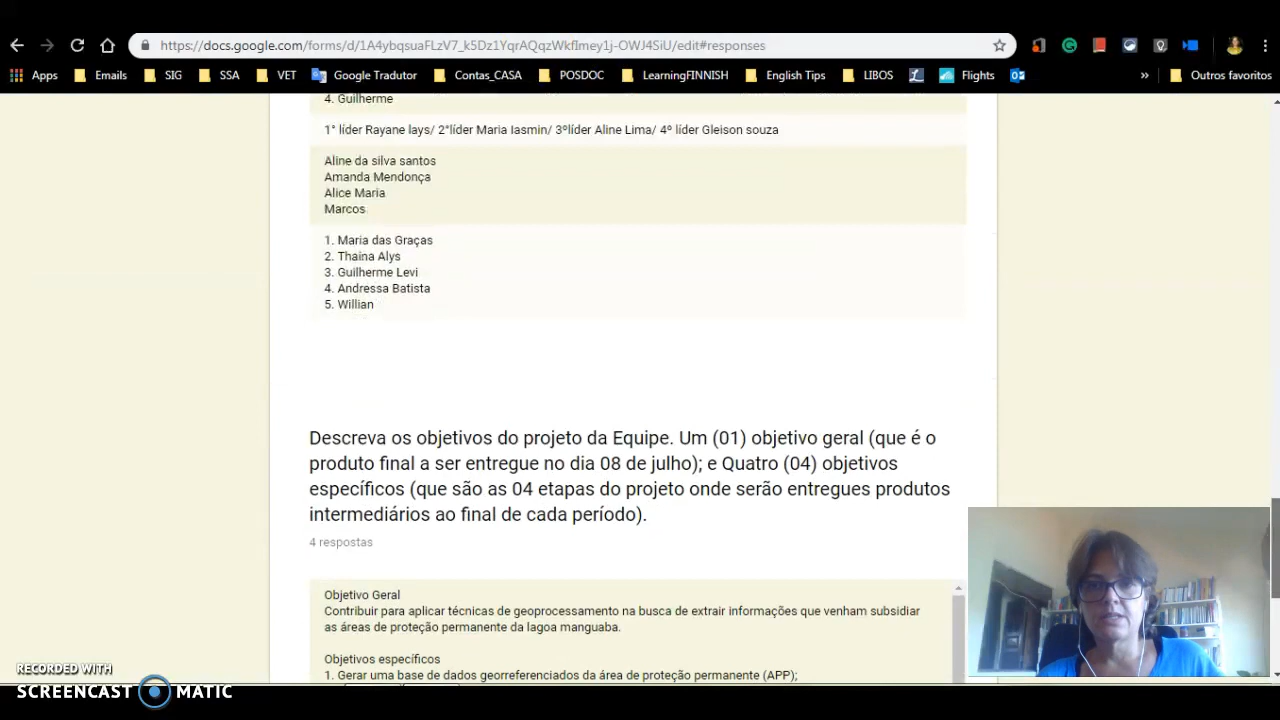 https://docs.google.com/forms/d/1A4ybqsuaFLzV7_k5Dz1YqrAQqzWkfImey1j-OWJ4SiU/edit#responses
Apps Emails SIG SSA VET Google Tradutor Contas_CASA POSDOC LearningFINNISH English Tips LIBOS Flights » Outros favoritos
4. Guilherme
1° líder Rayane lays/ 2°líder Maria Iasmin/ 3ºlíder Aline Lima/ 4º líder Gleison souza
Aline da silva santos
Amanda Mendonça
Alice Maria
Marcos
1. Maria das Graças
2. Thaina Alys
3. Guilherme Levi
4. Andressa Batista
5. Willian
Descreva os objetivos do projeto da Equipe. Um (01) objetivo geral (que é o
produto final a ser entregue no dia 08 de julho); e Quatro (04) objetivos
específicos (que são as 04 etapas do projeto onde serão entregues produtos
intermediários ao final de cada período).
4 respostas
Objetivo Geral
Contribuir para aplicar técnicas de geoprocessamento na busca de extrair informações que venham subsidiar
as áreas de proteção permanente da lagoa manguaba.
Objetivos específicos
1. Gerar uma base de dados georreferenciados da área de proteção permanente (APP);
RECORDED WITH
SCREENCAST MATIC